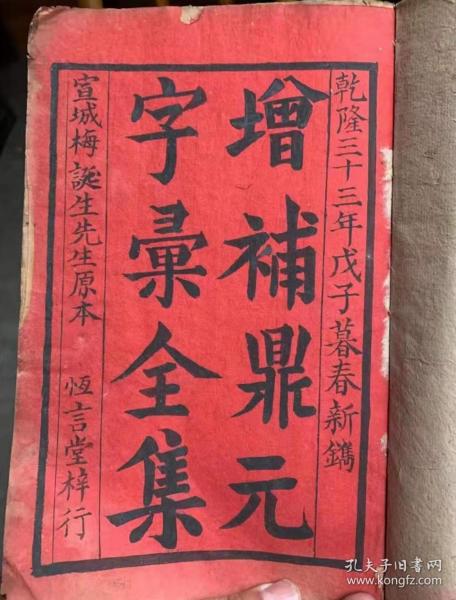 乾隆三十三年戊子暮春新鐫
增補鼎元
字彙全集
宣城梅誕生先生原本 恆言堂梓行
孔夫子旧书网
www.kongfz.com